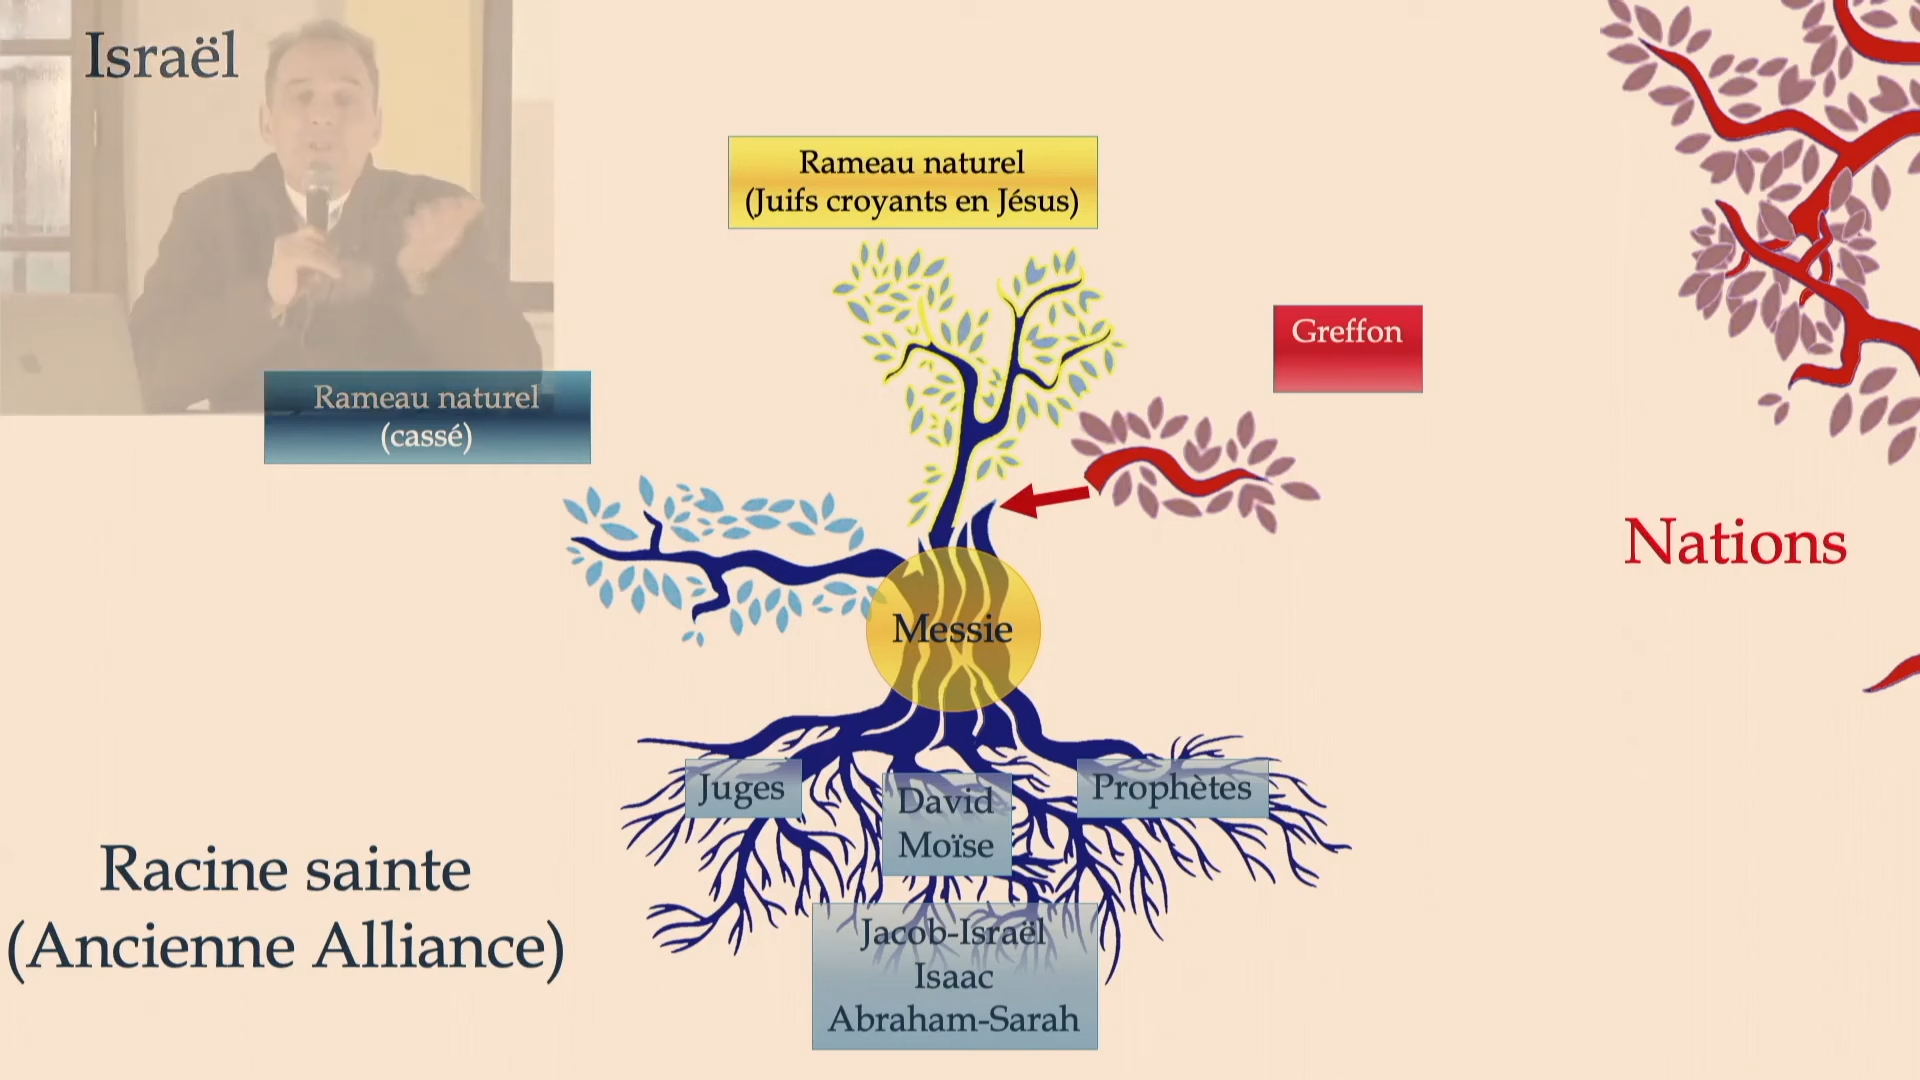 Israël
Rameau naturel
(Juifs croyants en Jésus)
Greffon
Rameau naturel
(cassé)
Nations
Messie
Juges
David
Moïse
Prophètes
Racine sainte
(Ancienne Alliance)
Jacob-Israël
Isaac
Abraham-Sarah